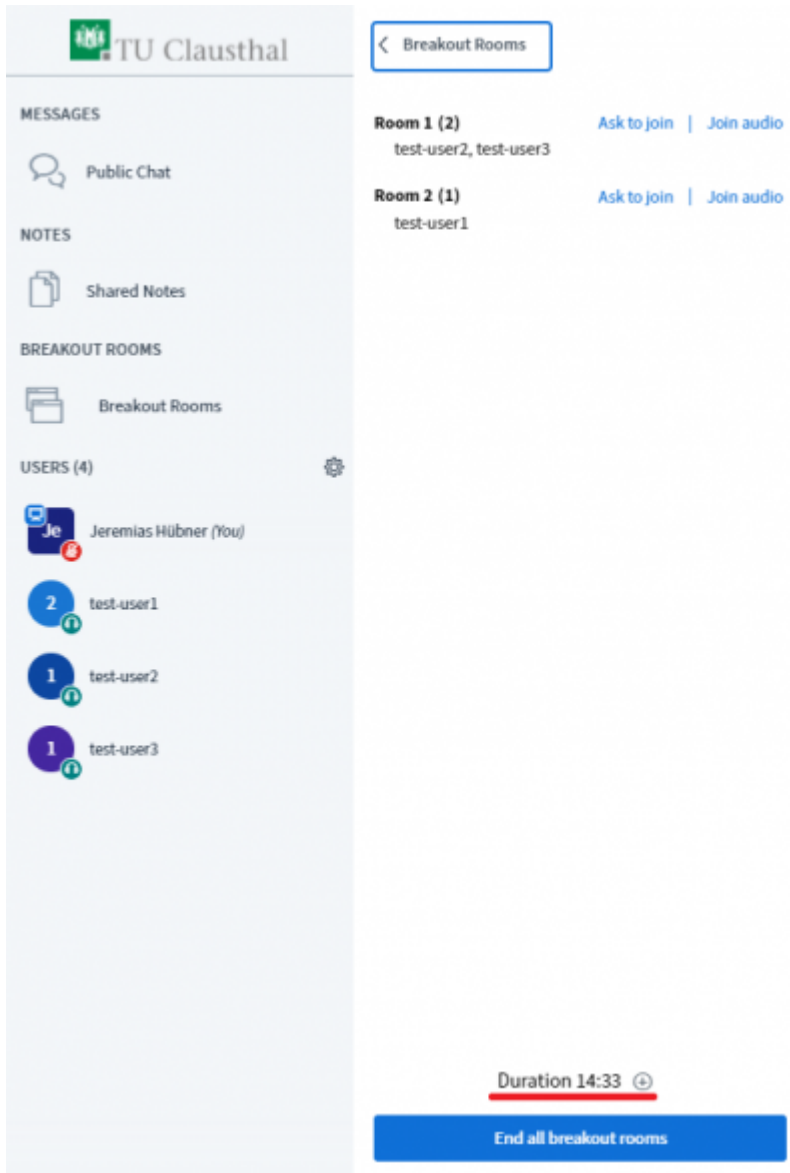 TU Clausthal
MESSAGES
Public Chat
NOTES
Shared Notes
BREAKOUT ROOMS
Breakout Rooms
USERS (4)
Je
Jeremias Hübner (You)
2
test-user1
1
test-user2
1
test-user3
Breakout Rooms
Room 1 (2) Ask to join | Join audio
test-user2, test-user3
Room 2 (1) Ask to join | Join audio
test-user1
Duration 14:33
End all breakout rooms